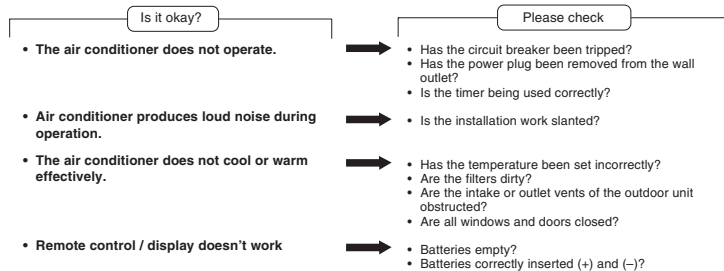 Is it okay?
Please check
• The air conditioner does not operate.
• Has the circuit breaker been tripped?
• Has the power plug been removed from the wall
outlet?
• Is the timer being used correctly?
• Air conditioner produces loud noise during
operation.
• Is the installation work slanted?
• The air conditioner does not cool or warm
effectively.
• Has the temperature been set incorrectly?
• Are the filters dirty?
• Are the intake or outlet vents of the outdoor unit
obstructed?
• Are all windows and doors closed?
• Remote control / display doesn't work
• Batteries empty?
• Batteries correctly inserted (+) and (–)?